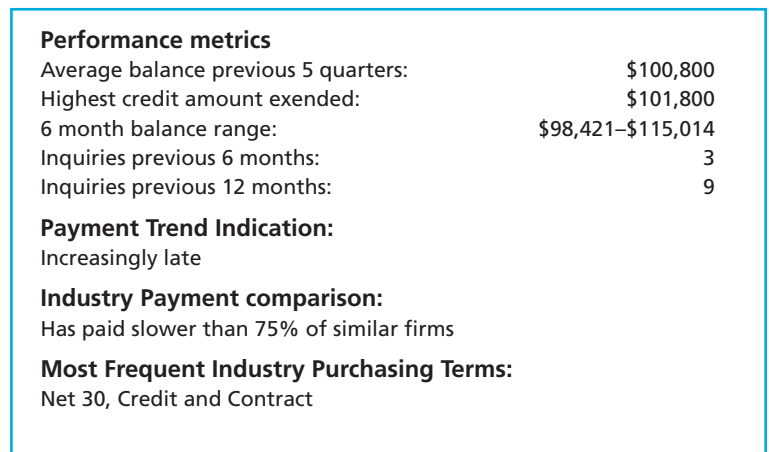 Performance metrics
Average balance previous 5 quarters: $100,800
Highest credit amount exended: $101,800
6 month balance range: $98,421–$115,014
Inquiries previous 6 months: 3
Inquiries previous 12 months: 9
Payment Trend Indication:
Increasingly late
Industry Payment comparison:
Has paid slower than 75% of similar firms
Most Frequent Industry Purchasing Terms:
Net 30, Credit and Contract